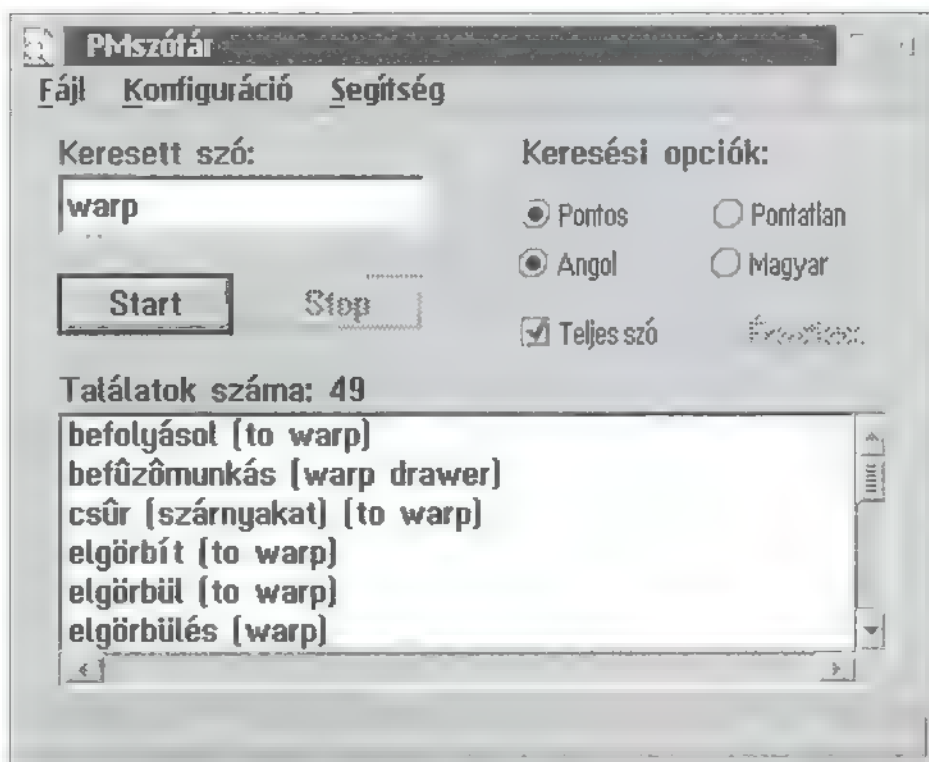 PMszótár
Fájl Konfiguráció Segítség
Keresett szó:
warp
Start Stop
Keresési opciók:
Pontos Pontatlan
Angol Magyar
Teljes szó
Találatok száma: 49
befolyásol (to warp)
befûzômunkás (warp drawer)
csûr (szárnyakat) (to warp)
elgörbít (to warp)
elgörbül (to warp)
elgörbülés (warp)